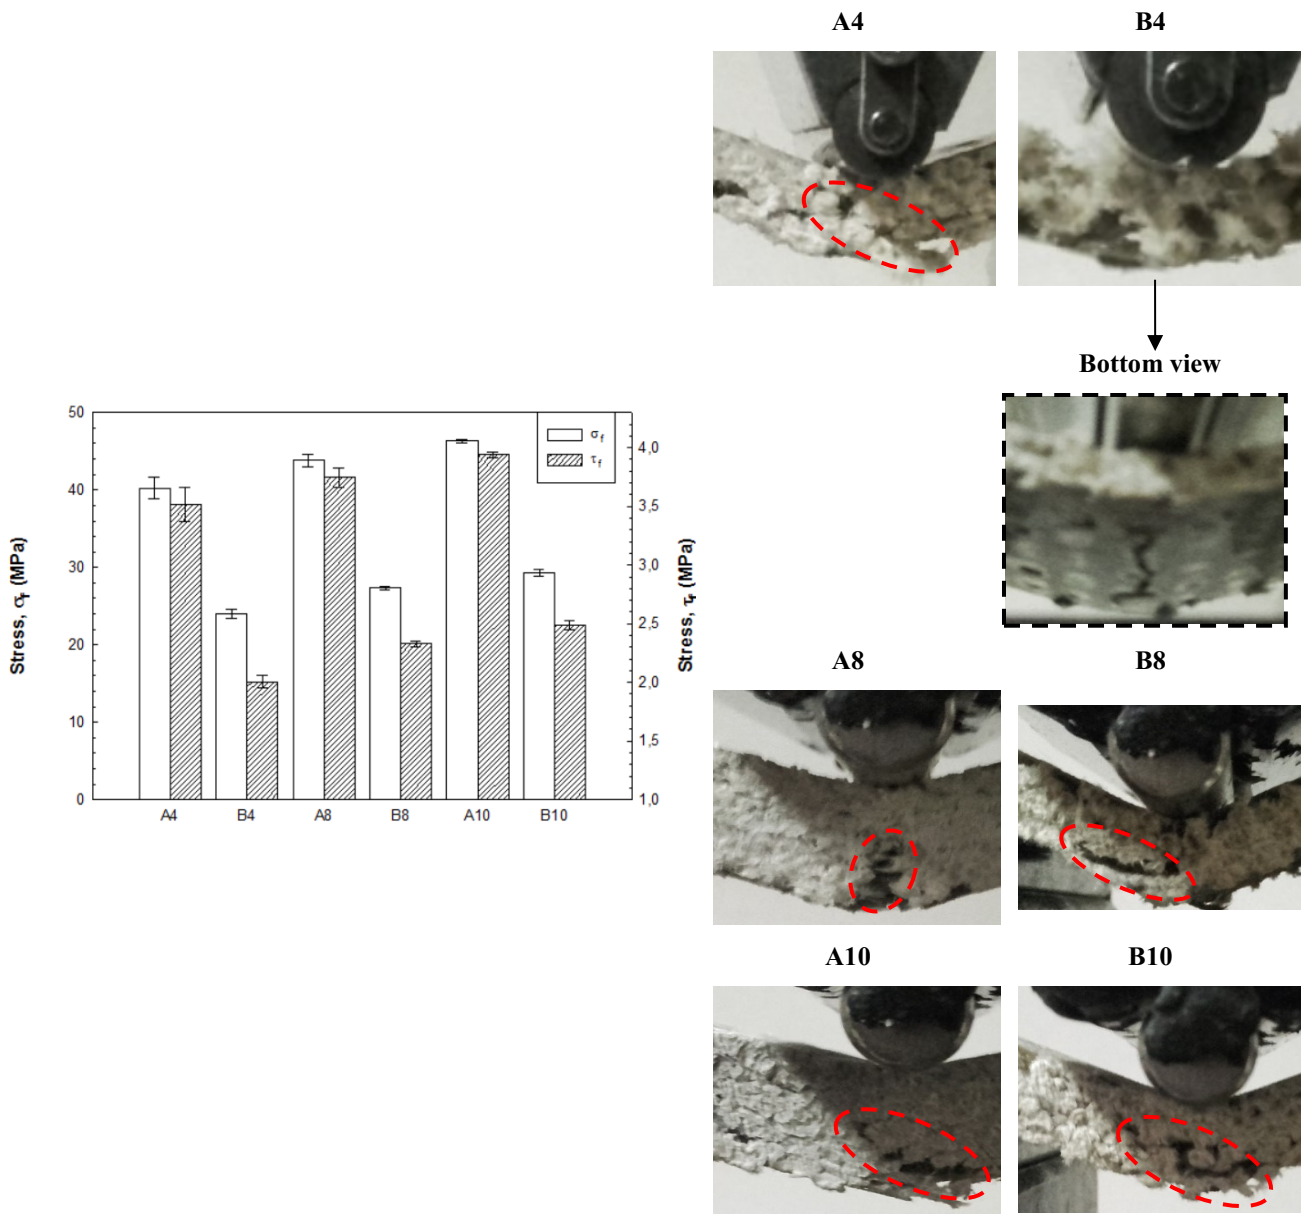 A4 B4
Bottom view
50
40
30
20
10
0
Stress, σf (MPa)
σf
τf
4,0
3,5
3,0
2,5
2,0
1,5
1,0
Stress, τf (MPa)
A4 B4 A8 B8 A10 B10
A8 B8
A10 B10